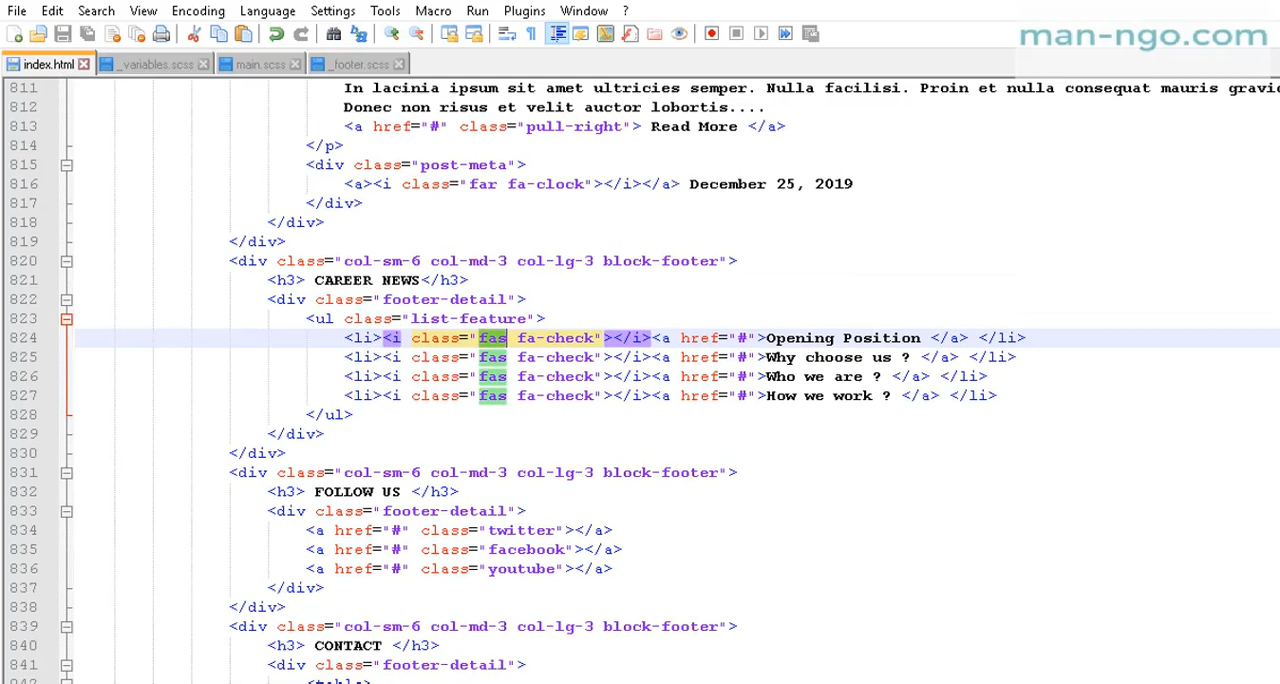 File Edit Search View Encoding Language Settings Tools Macro Run Plugins Window ?
man-ngo.com
index.html _variables.scss main.scss _footer.scss
811 In lacinia ipsum sit amet ultricies semper. Nulla facilisi. Proin et nulla consequat mauris gravid
812 Donec non risus et velit auctor lobortis....
813 <a href="#" class="pull-right"> Read More </a>
814 </p>
815 <div class="post-meta">
816 <a><i class="far fa-clock"></i></a> December 25, 2019
817 </div>
818 </div>
819 </div>
820 <div class="col-sm-6 col-md-3 col-lg-3 block-footer">
821 <h3> CAREER NEWS</h3>
822 <div class="footer-detail">
823 <ul class="list-feature">
824 <li><i class="fas fa-check"></i><a href="#">Opening Position </a> </li>
825 <li><i class="fas fa-check"></i><a href="#">Why choose us ? </a> </li>
826 <li><i class="fas fa-check"></i><a href="#">Who we are ? </a> </li>
827 <li><i class="fas fa-check"></i><a href="#">How we work ? </a> </li>
828 </ul>
829 </div>
830 </div>
831 <div class="col-sm-6 col-md-3 col-lg-3 block-footer">
832 <h3> FOLLOW US </h3>
833 <div class="footer-detail">
834 <a href="#" class="twitter"></a>
835 <a href="#" class="facebook"></a>
836 <a href="#" class="youtube"></a>
837 </div>
838 </div>
839 <div class="col-sm-6 col-md-3 col-lg-3 block-footer">
840 <h3> CONTACT </h3>
841 <div class="footer-detail">